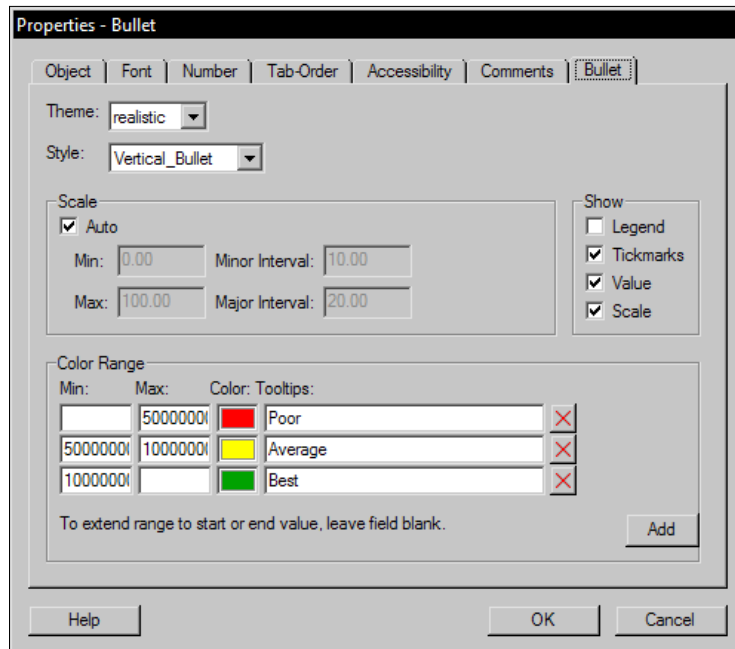 Properties - Bullet
Object Font Number Tab-Order Accessibility Comments Bullet
Theme: realistic
Style: Vertical_Bullet
Scale
Auto
Min: 0.00 Minor Interval: 10.00
Max: 100.00 Major Interval: 20.00
Show
Legend
Tickmarks
Value
Scale
Color Range
Min: Max: Color: Tooltips:
5000000 Poor
5000000 1000000 Average
1000000 Best
To extend range to start or end value, leave field blank..
Add
Help OK Cancel